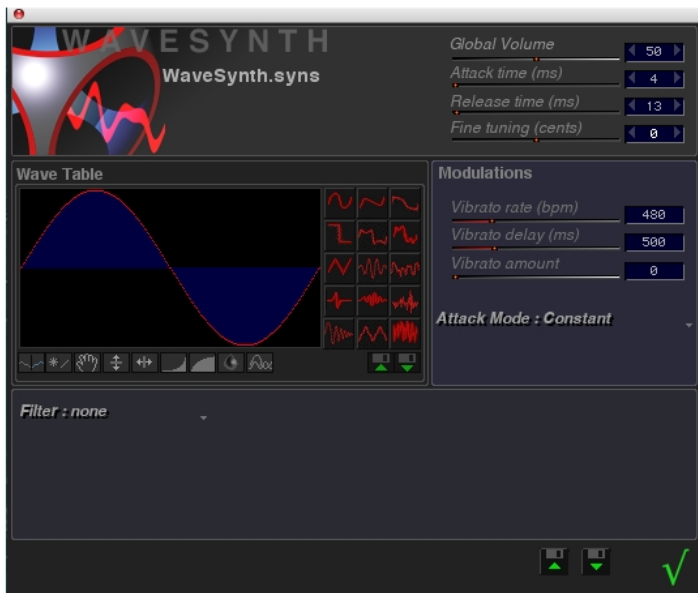 WAVESYNTH
WaveSynth.syns
Global Volume 50
Attack time (ms) 4
Release time (ms) 13
Fine tuning (cents) 0
Wave Table
Modulations
Vibrato rate (bpm) 480
Vibrato delay (ms) 500
Vibrato amount 0
Attack Mode : Constant
Filter : none